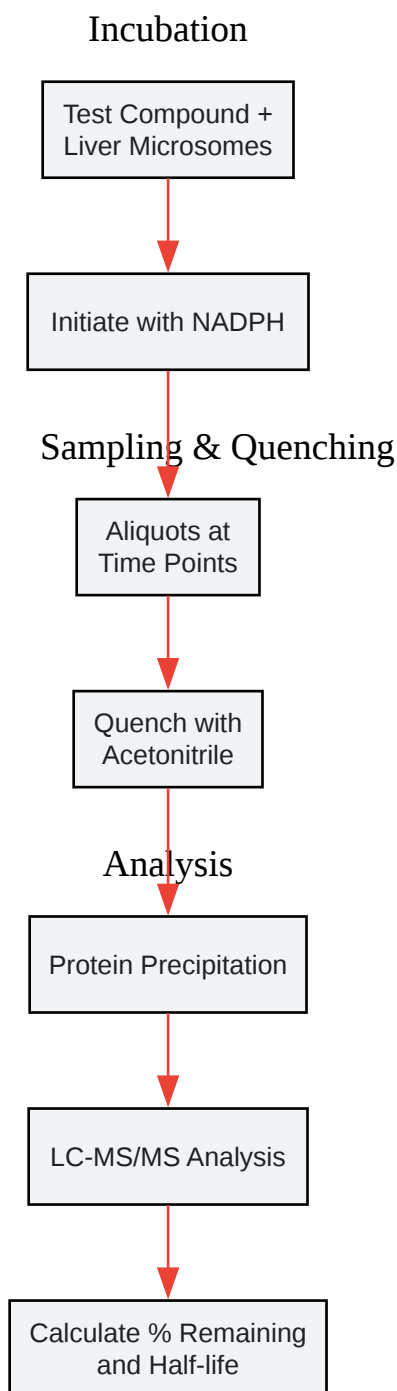 Incubation
Test Compound +
Liver Microsomes
Initiate with NADPH
Sampling & Quenching
Aliquots at
Time Points
Quench with
Acetonitrile
Analysis
Protein Precipitation
LC-MS/MS Analysis
Calculate % Remaining
and Half-life